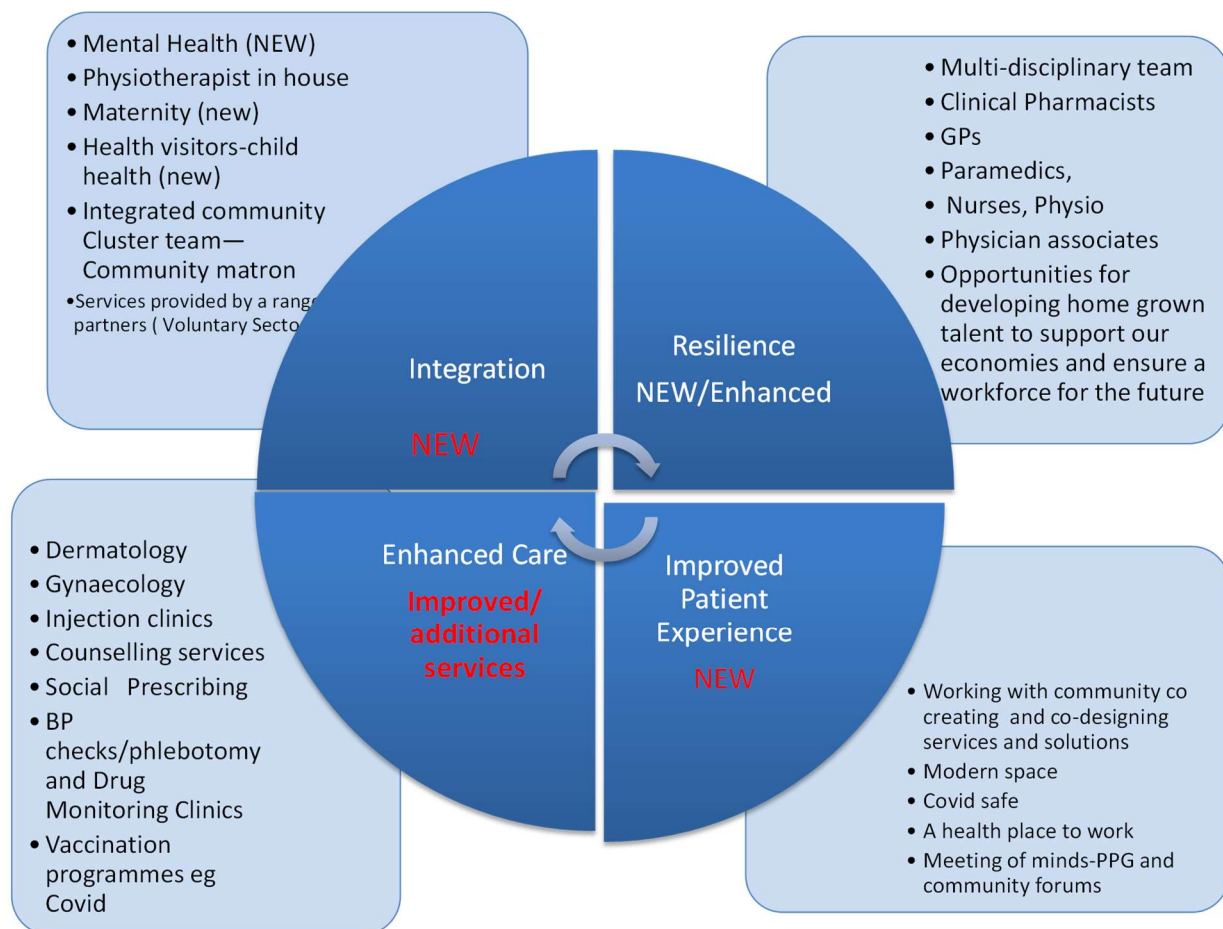 • Mental Health (NEW)
• Physiotherapist in house
• Maternity (new)
• Health visitors-child
health (new)
• Integrated community
Cluster team—
Community matron
•Services provided by a range
partners ( Voluntary Secto
• Multi-disciplinary team
• Clinical Pharmacists
• GPs
• Paramedics,
• Nurses, Physio
• Physician associates
• Opportunities for
developing home grown
talent to support our
economies and ensure a
workforce for the future
Integration
NEW
Resilience
NEW/Enhanced
Enhanced Care
Improved/
additional
services
Improved
Patient
Experience
NEW
• Dermatology
• Gynaecology
• Injection clinics
• Counselling services
• Social Prescribing
• BP
checks/phlebotomy
and Drug
Monitoring Clinics
• Vaccination
programmes eg
Covid
• Working with community co
creating and co-designing
services and solutions
• Modern space
• Covid safe
• A health place to work
• Meeting of minds-PPG and
community forums